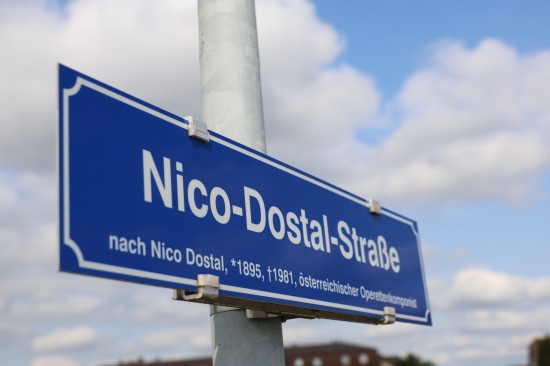 Nico-Dostal-Straße
nach Nico Dostal, *1895, †1981, österreichischer Operettenkomponist